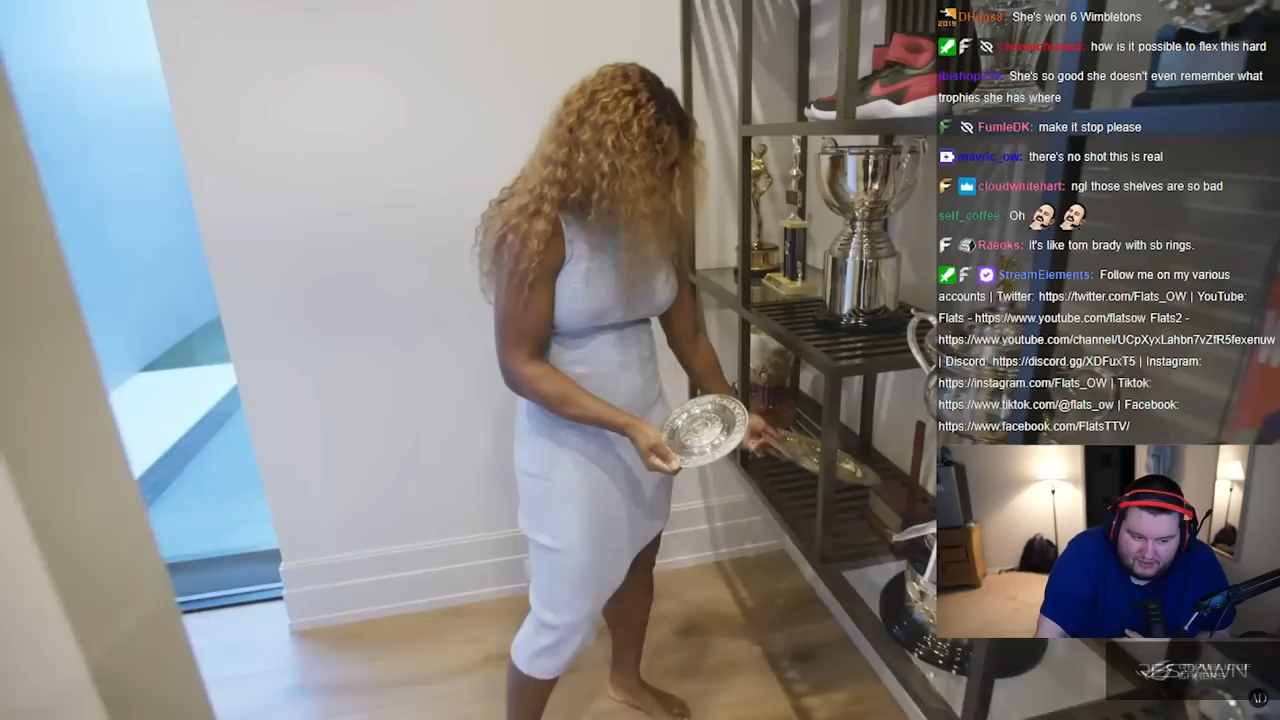 DHops8: She's won 6 Wimbletons
how is it possible to flex this hard
She's so good she doesn't even remember what
trophies she has where
FumleDK: make it stop please
mavric_ow: there's no shot this is real
cloudwhitehart: ngl those shelves are so bad
self_coffee: Oh
Raeoks: it's like tom brady with sb rings.
StreamElements: Follow me on my various
accounts | Twitter: https://twitter.com/Flats_OW | YouTube:
Flats - https://www.youtube.com/flatsow Flats2 -
https://www.youtube.com/channel/UCpXyxLahbn7vZfR5fexenuw
| Discord: https://discord.gg/XDFuxT5 | Instagram:
https://instagram.com/Flats_OW | Tiktok:
https://www.tiktok.com/@flats_ow | Facebook:
https://www.facebook.com/FlatsTTV/
AD